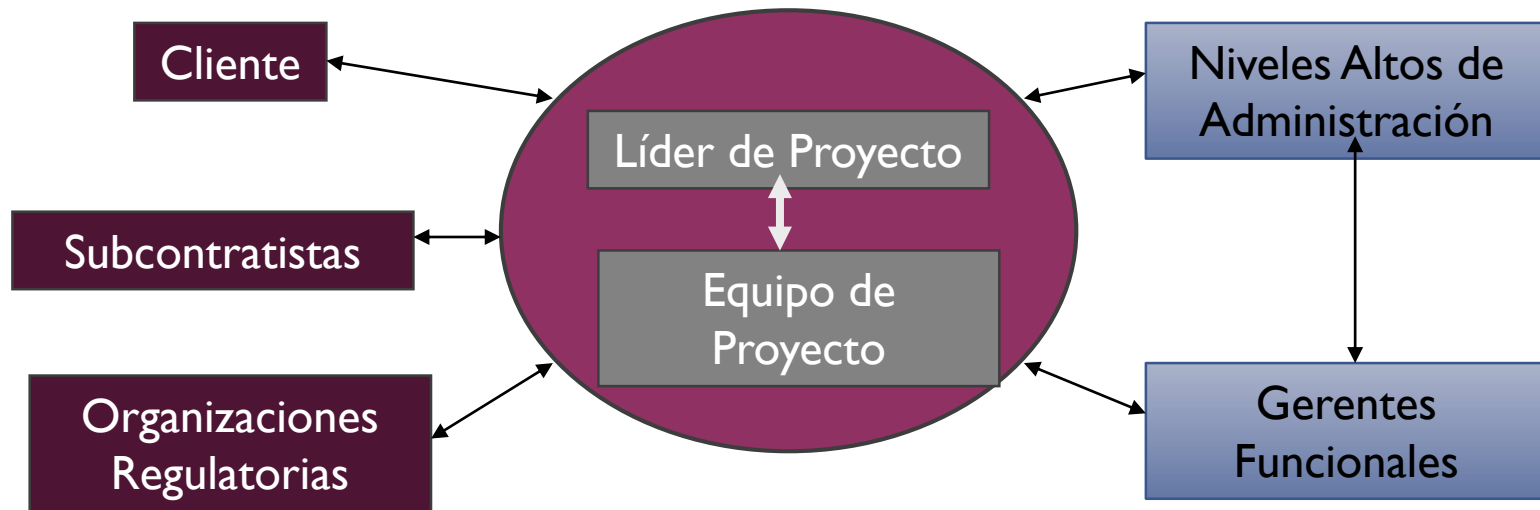 Cliente
Líder de Proyecto
Niveles Altos de
Administración
Subcontratistas
Equipo de
Proyecto
Organizaciones
Regulatorias
Gerentes
Funcionales